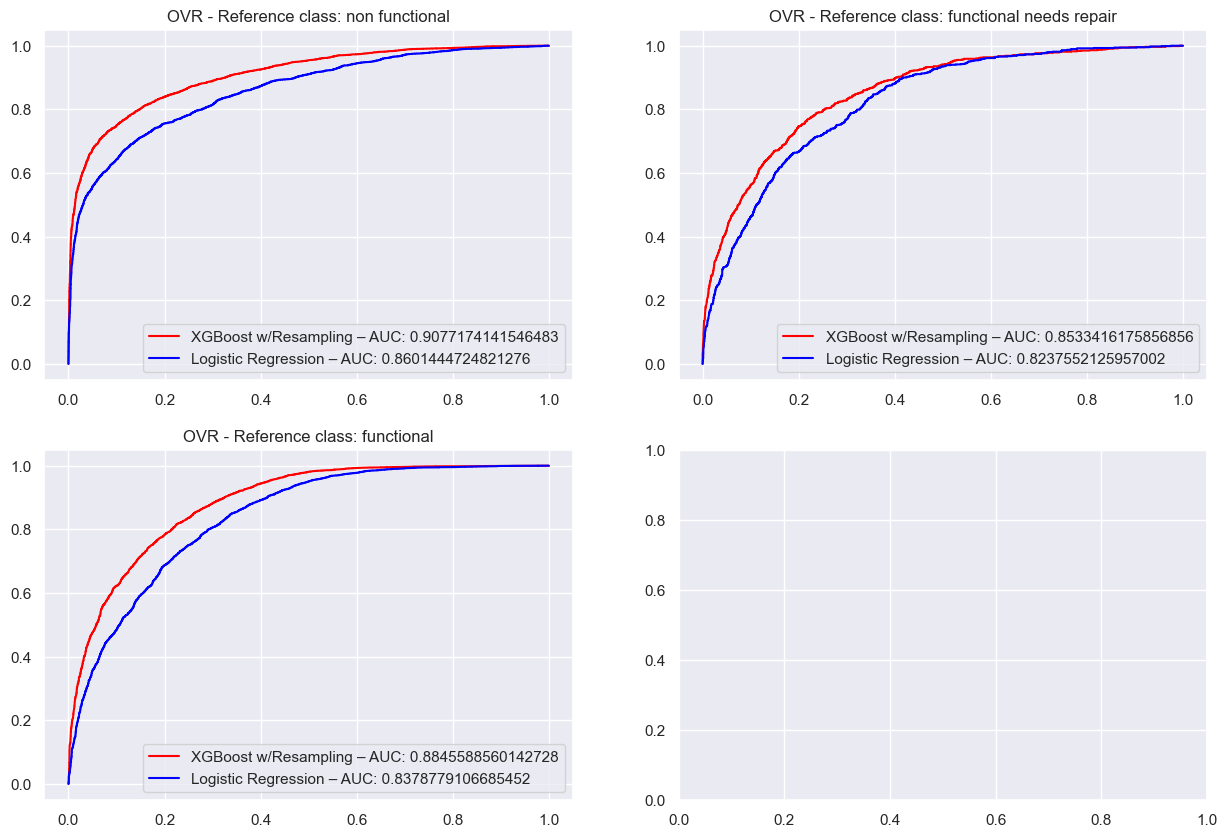 OVR - Reference class: non functional
1.0
0.8
0.6
0.4
0.2
0.0
XGBoost w/Resampling – AUC: 0.9077174141546483
Logistic Regression – AUC: 0.8601444724821276
0.0 0.2 0.4 0.6 0.8 1.0
OVR - Reference class: functional needs repair
1.0
0.8
0.6
0.4
0.2
0.0
XGBoost w/Resampling – AUC: 0.8533416175856856
Logistic Regression – AUC: 0.8237552125957002
0.0 0.2 0.4 0.6 0.8 1.0
OVR - Reference class: functional
1.0
0.8
0.6
0.4
0.2
0.0
XGBoost w/Resampling – AUC: 0.8845588560142728
Logistic Regression – AUC: 0.8378779106685452
0.0 0.2 0.4 0.6 0.8 1.0
1.0
0.8
0.6
0.4
0.2
0.0
0.0 0.2 0.4 0.6 0.8 1.0